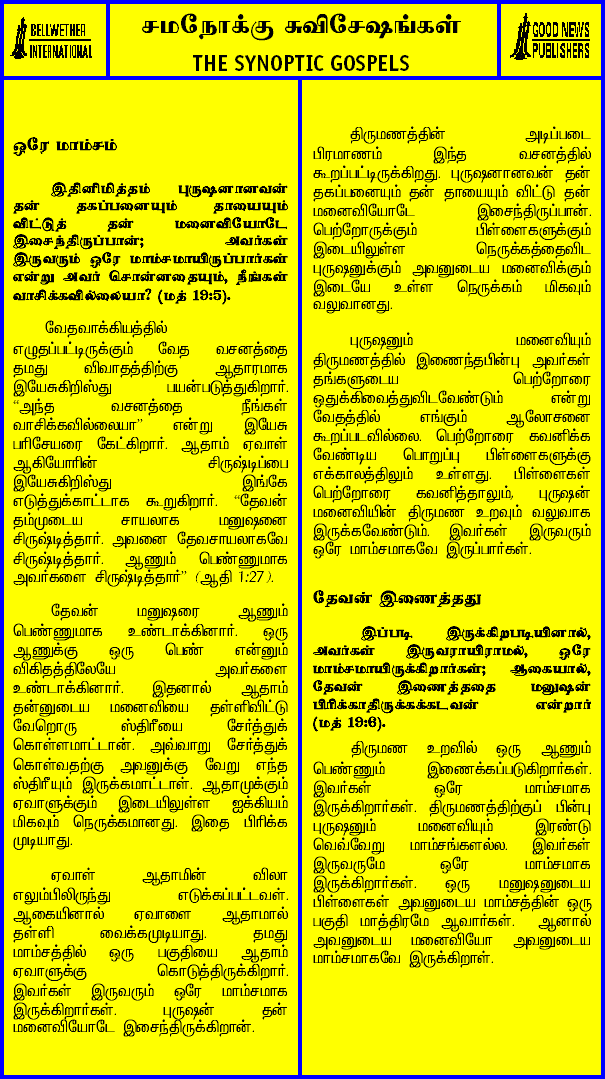 BELLWETHER
INTERNATIONAL
சமநோக்கு சுவிசேஷங்கள்
THE SYNOPTIC GOSPELS
GOOD NEWS
PUBLISHERS
ஒரே மாம்சம்
இதினிமித்தம் புருஷனானவன்
தன் தகப்பனையும் தாயையும்
விட்டுத் தன் மனைவியோடே
இசைந்திருப்பான்; அவர்கள்
இருவரும் ஒரே மாம்சமாயிருப்பார்கள்
என்று அவர் சொன்னதையும், நீங்கள்
வாசிக்கவில்லையா? (மத் 19:5).
வேதவாக்கியத்தில்
எழுதப்பட்டிருக்கும் வேத வசனத்தை
தமது விவாதத்திற்கு ஆதாரமாக
இயேசுகிறிஸ்து பயன்படுத்துகிறார்.
“அந்த வசனத்தை நீங்கள்
வாசிக்கவில்லையா” என்று இயேசு
பரிசேயரை கேட்கிறார். ஆதாம் ஏவாள்
ஆகியோரின் சிருஷ்டிப்பை
இயேசுகிறிஸ்து இங்கே
எடுத்துக்காட்டாக கூறுகிறார். “தேவன்
தம்முடைய சாயலாக மனுஷனை
சிருஷ்டித்தார். அவனை தேவசாயலாகவே
சிருஷ்டித்தார். ஆணும் பெண்ணுமாக
அவர்களை சிருஷ்டித்தார்” (ஆதி 1:27).
தேவன் மனுஷரை ஆணும்
பெண்ணுமாக உண்டாக்கினார். ஒரு
ஆணுக்கு ஒரு பெண் என்னும்
விகிதத்திலேயே அவர்களை
உண்டாக்கினார். இதனால் ஆதாம்
தன்னுடைய மனைவியை தள்ளிவிட்டு
வேறொரு ஸ்திரீயை சேர்த்துக்
கொள்ளமாட்டான். அவ்வாறு சேர்த்துக்
கொள்வதற்கு அவனுக்கு வேறு எந்த
ஸ்திரீயும் இருக்கமாட்டாள். ஆதாமுக்கும்
ஏவாளுக்கும் இடையிலுள்ள ஐக்கியம்
மிகவும் நெருக்கமானது. இதை பிரிக்க
முடியாது.
ஏவாள் ஆதாமின் விலா
எலும்பிலிருந்து எடுக்கப்பட்டவள்.
ஆகையினால் ஏவாளை ஆதாமால்
தள்ளி வைக்கமுடியாது. தமது
மாம்சத்தில் ஒரு பகுதியை ஆதாம்
ஏவாளுக்கு கொடுத்திருக்கிறார்.
இவர்கள் இருவரும் ஒரே மாம்சமாக
இருக்கிறார்கள். புருஷன் தன்
மனைவியோடே இசைந்திருக்கிறான்.
திருமணத்தின் அடிப்படை
பிரமாணம் இந்த வசனத்தில்
கூறப்பட்டிருக்கிறது. புருஷனானவன் தன்
தகப்பனையும் தன் தாயையும் விட்டு தன்
மனைவியோடே இசைந்திருப்பான்.
பெற்றோருக்கும் பிள்ளைகளுக்கும்
இடையிலுள்ள நெருக்கத்தைவிட
புருஷனுக்கும் அவனுடைய மனைவிக்கும்
இடையே உள்ள நெருக்கம் மிகவும்
வலுவானது.
புருஷனும் மனைவியும்
திருமணத்தில் இணைந்தபின்பு அவர்கள்
தங்களுடைய பெற்றோரை
ஒதுக்கிவைத்துவிடவேண்டும் என்று
வேதத்தில் எங்கும் ஆலோசனை
கூறப்படவில்லை. பெற்றோரை கவனிக்க
வேண்டிய பொறுப்பு பிள்ளைகளுக்கு
எக்காலத்திலும் உள்ளது. பிள்ளைகள்
பெற்றோரை கவனித்தாலும், புருஷன்
மனைவியின் திருமண உறவும் வலுவாக
இருக்கவேண்டும். இவர்கள் இருவரும்
ஒரே மாம்சமாகவே இருப்பார்கள்.
தேவன் இணைத்தது
இப்படி இருக்கிறபடியினால்,
அவர்கள் இருவராயிராமல், ஒரே
மாம்சமாயிருக்கிறார்கள்; ஆகையால்,
தேவன் இணைத்ததை மனுஷன்
பிரிக்காதிருக்கக்கடவன் என்றார்
(மத் 19:6).
திருமண உறவில் ஒரு ஆணும்
பெண்ணும் இணைக்கப்படுகிறார்கள்.
இவர்கள் ஒரே மாம்சமாக
இருக்கிறார்கள். திருமணத்திற்குப் பின்பு
புருஷனும் மனைவியும் இரண்டு
வெவ்வேறு மாம்சங்களல்ல. இவர்கள்
இருவருமே ஒரே மாம்சமாக
இருக்கிறார்கள். ஒரு மனுஷனுடைய
பிள்ளைகள் அவனுடைய மாம்சத்தின் ஒரு
பகுதி மாத்திரமே ஆவார்கள். ஆனால்
அவனுடைய மனைவியோ அவனுடைய
மாம்சமாகவே இருக்கிறாள்.